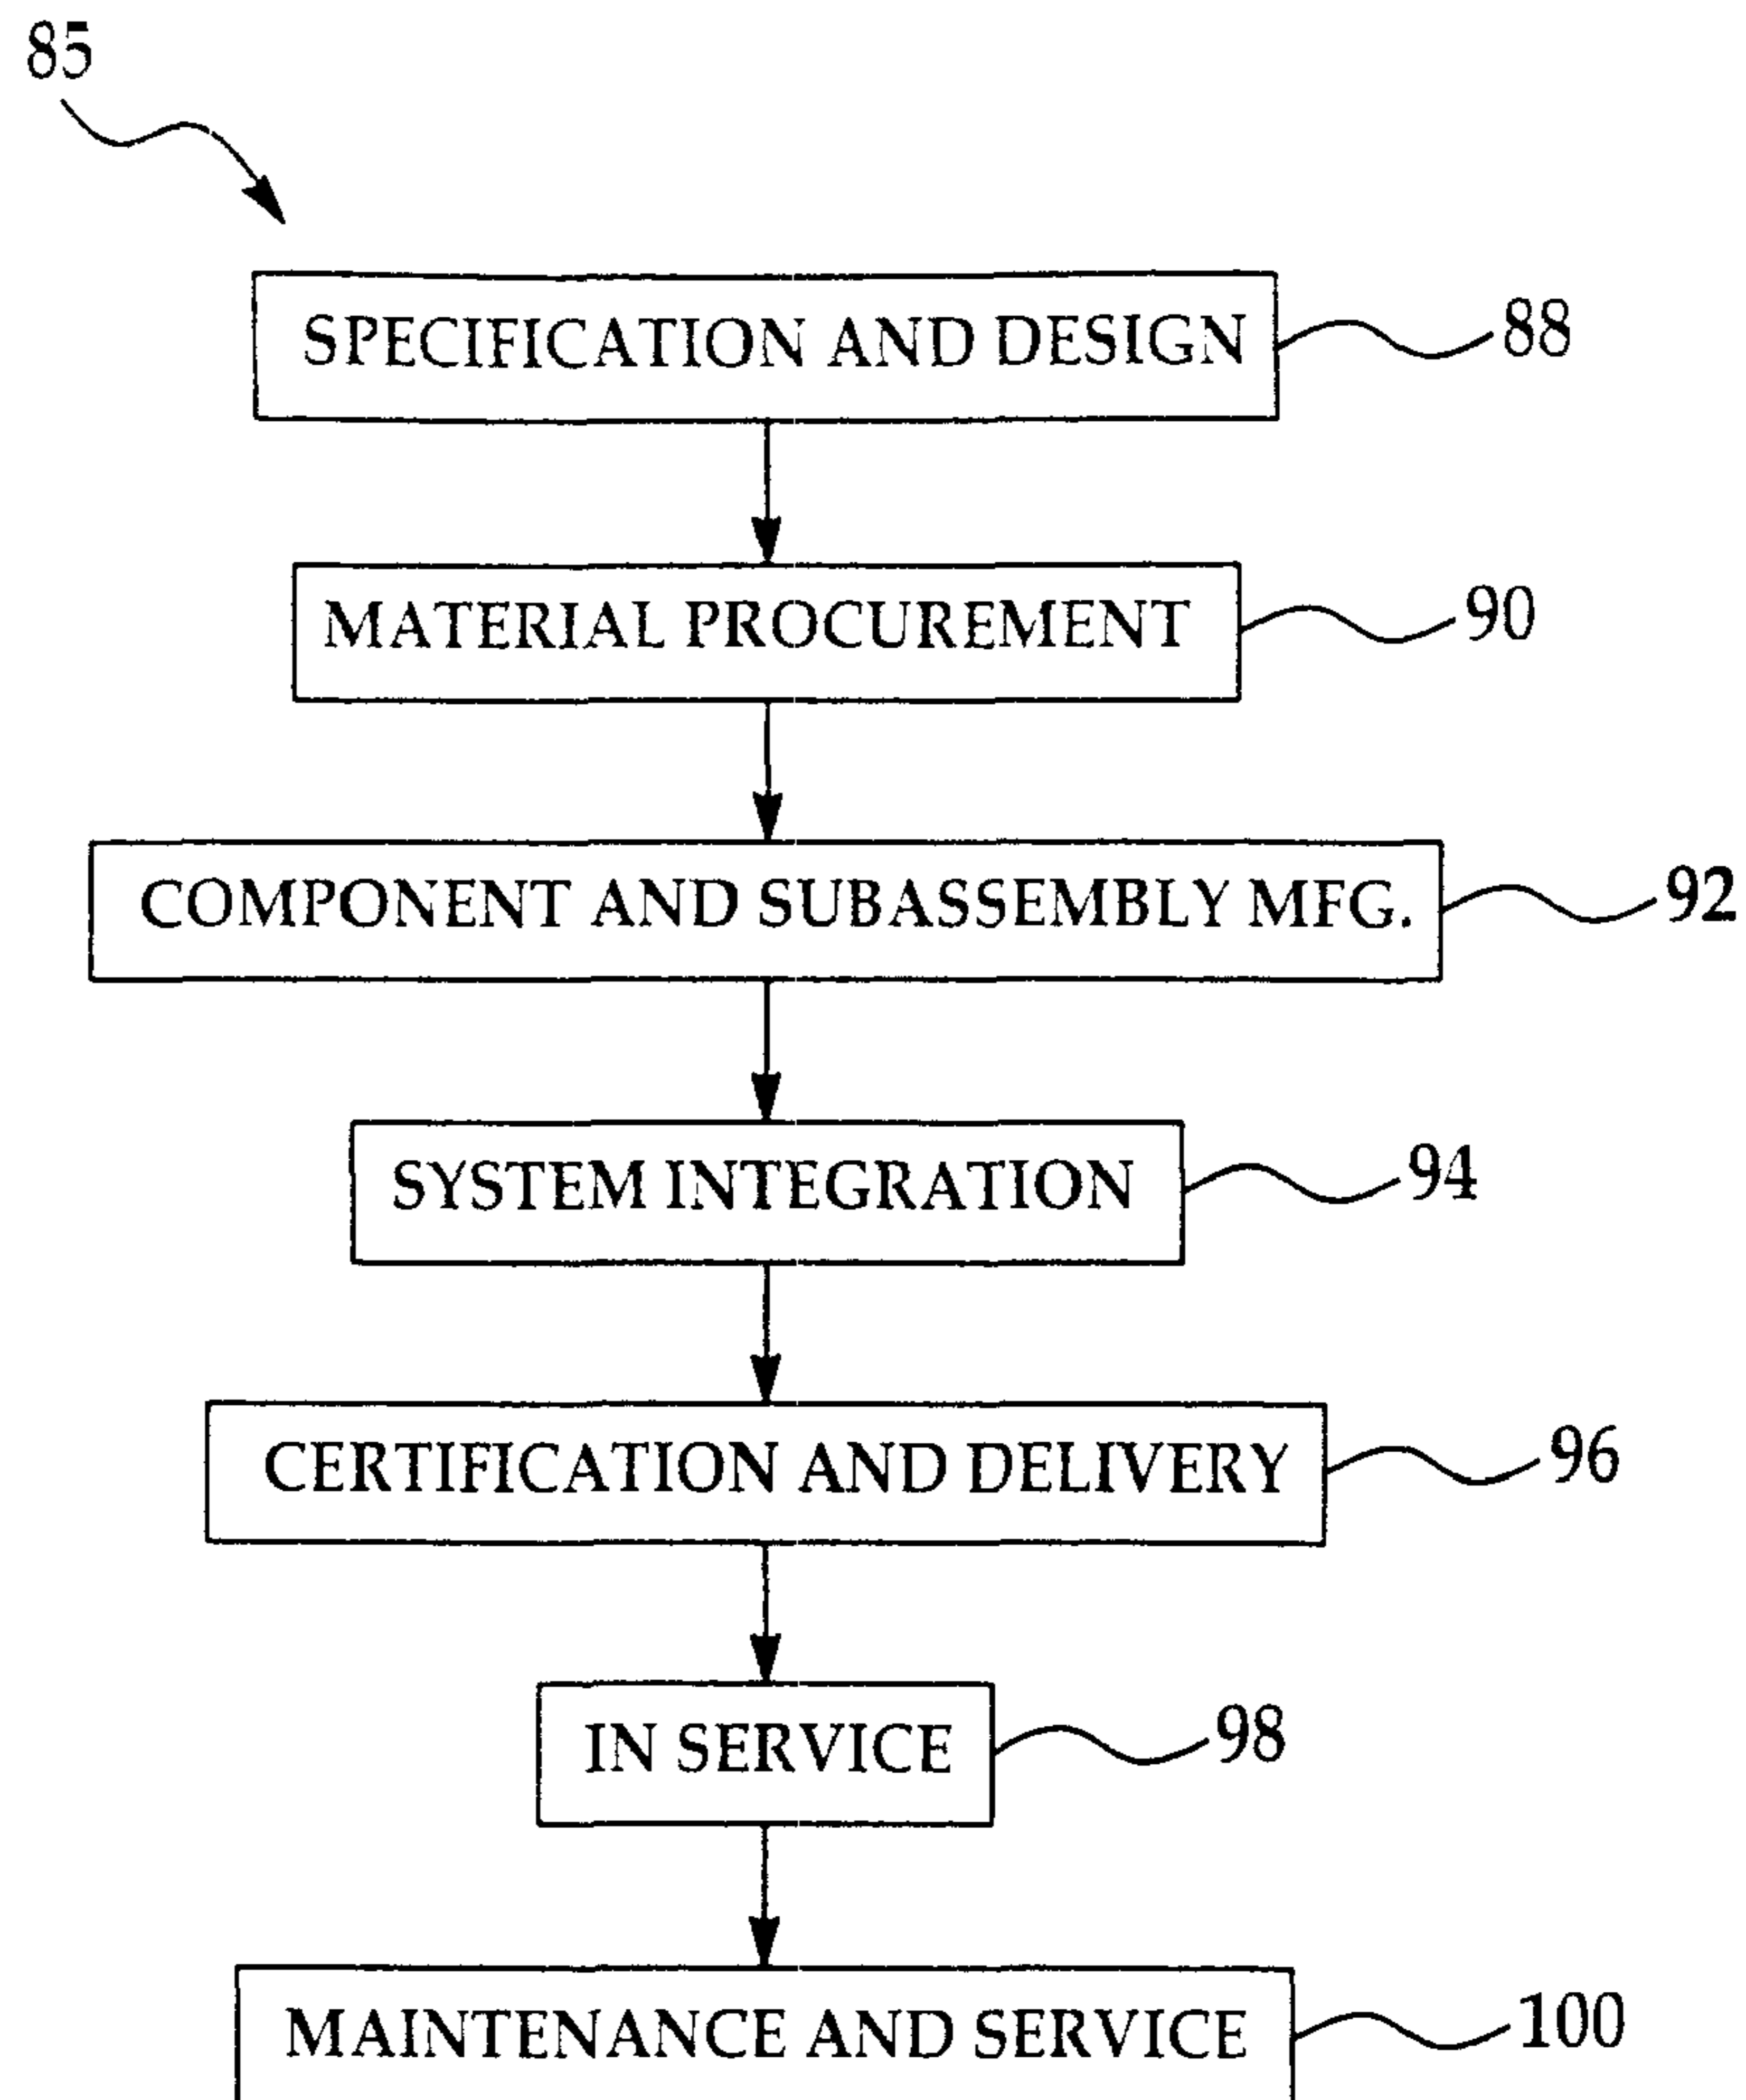 85
SPECIFICATION AND DESIGN 88
MATERIAL PROCUREMENT 90
COMPONENT AND SUBASSEMBLY MFG. 92
SYSTEM INTEGRATION 94
CERTIFICATION AND DELIVERY 96
IN SERVICE 98
MAINTENANCE AND SERVICE 100